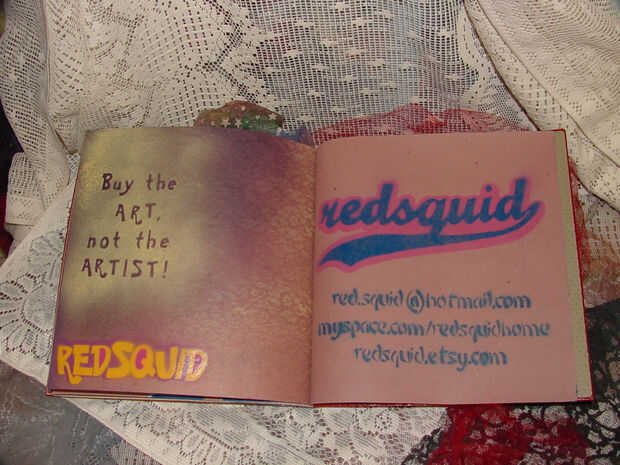 Buy the
ART,
not the
ARTIST!
REDSQUID
redsquid
red.squid@hotmail.com
myspace.com/redsquidhome
redsquid.etsy.com